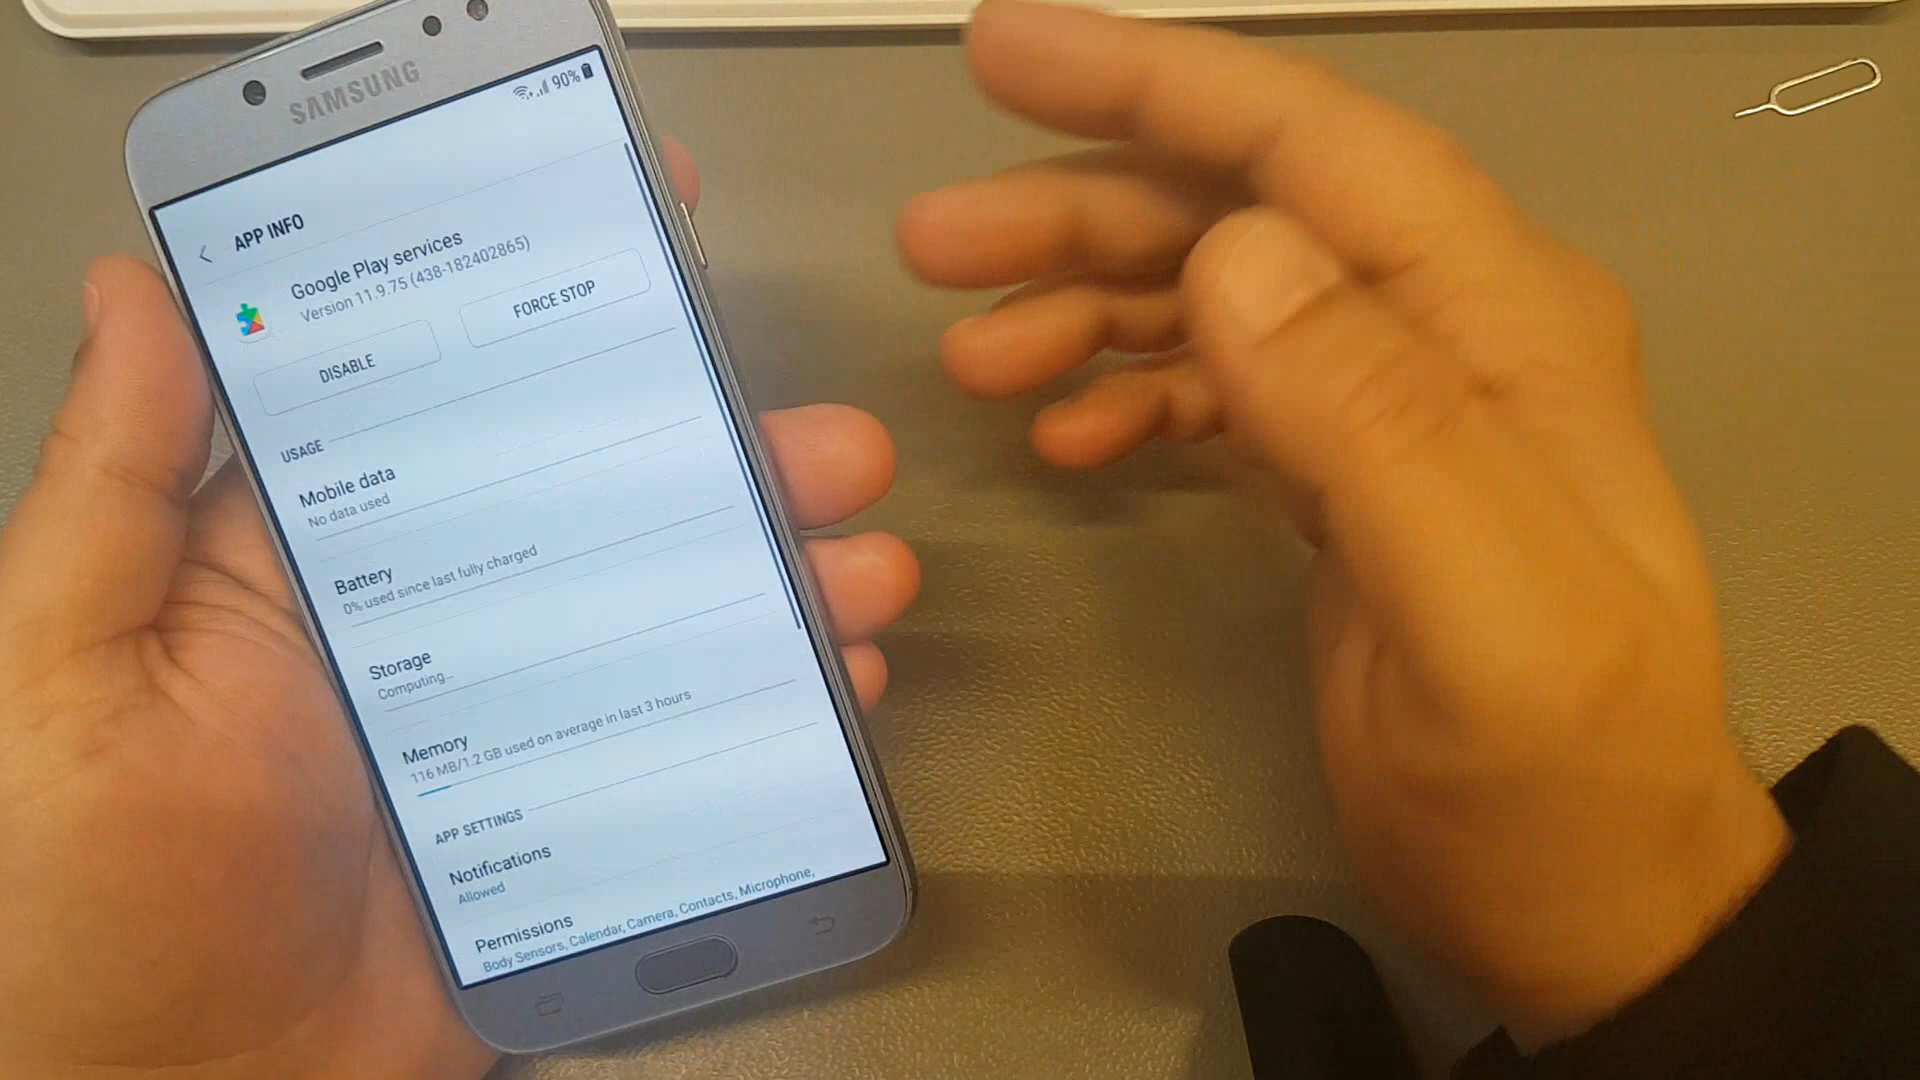 SAMSUNG
90%
APP INFO
Google Play services
Version 11.9.75 (438-182402865)
DISABLE
FORCE STOP
USAGE
Mobile data
No data used
Battery
0% used since last fully charged
Storage
Computing...
Memory
116 MB/1.2 GB used on average in last 3 hours
APP SETTINGS
Notifications
Allowed
Permissions
Body Sensors, Calendar, Camera, Contacts, Microphone,